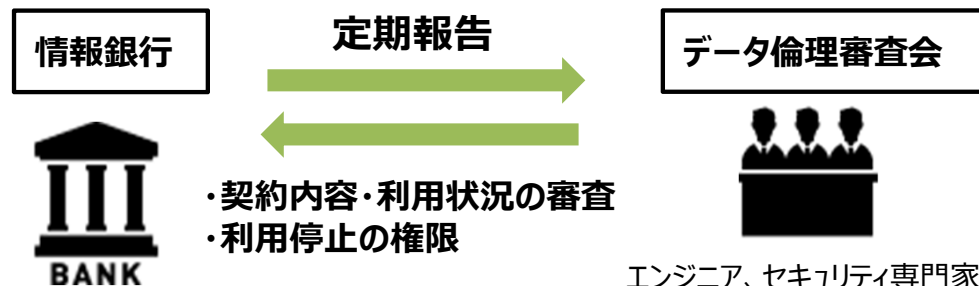 情報銀行
定期報告
データ倫理審査会
・契約内容・利用状況の審査
・利用停止の権限
BANK
エンジニア、セキュリティ専門家